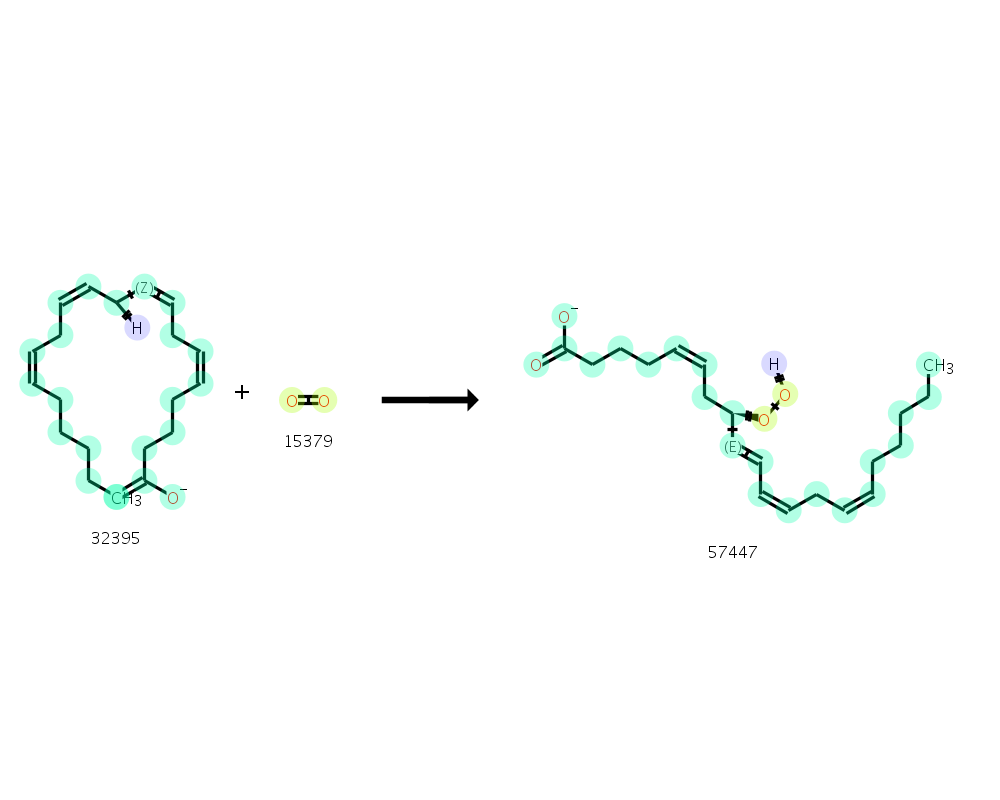 (Z)
H
O O
CH3 O−
+
15379
32395
O−
O
H
O
O
(E)
CH3
57447